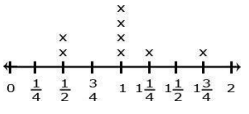 x
x
x x
x x x x
0 1/4 1/2 3/4 1 1 1/4 1 1/2 1 3/4 2